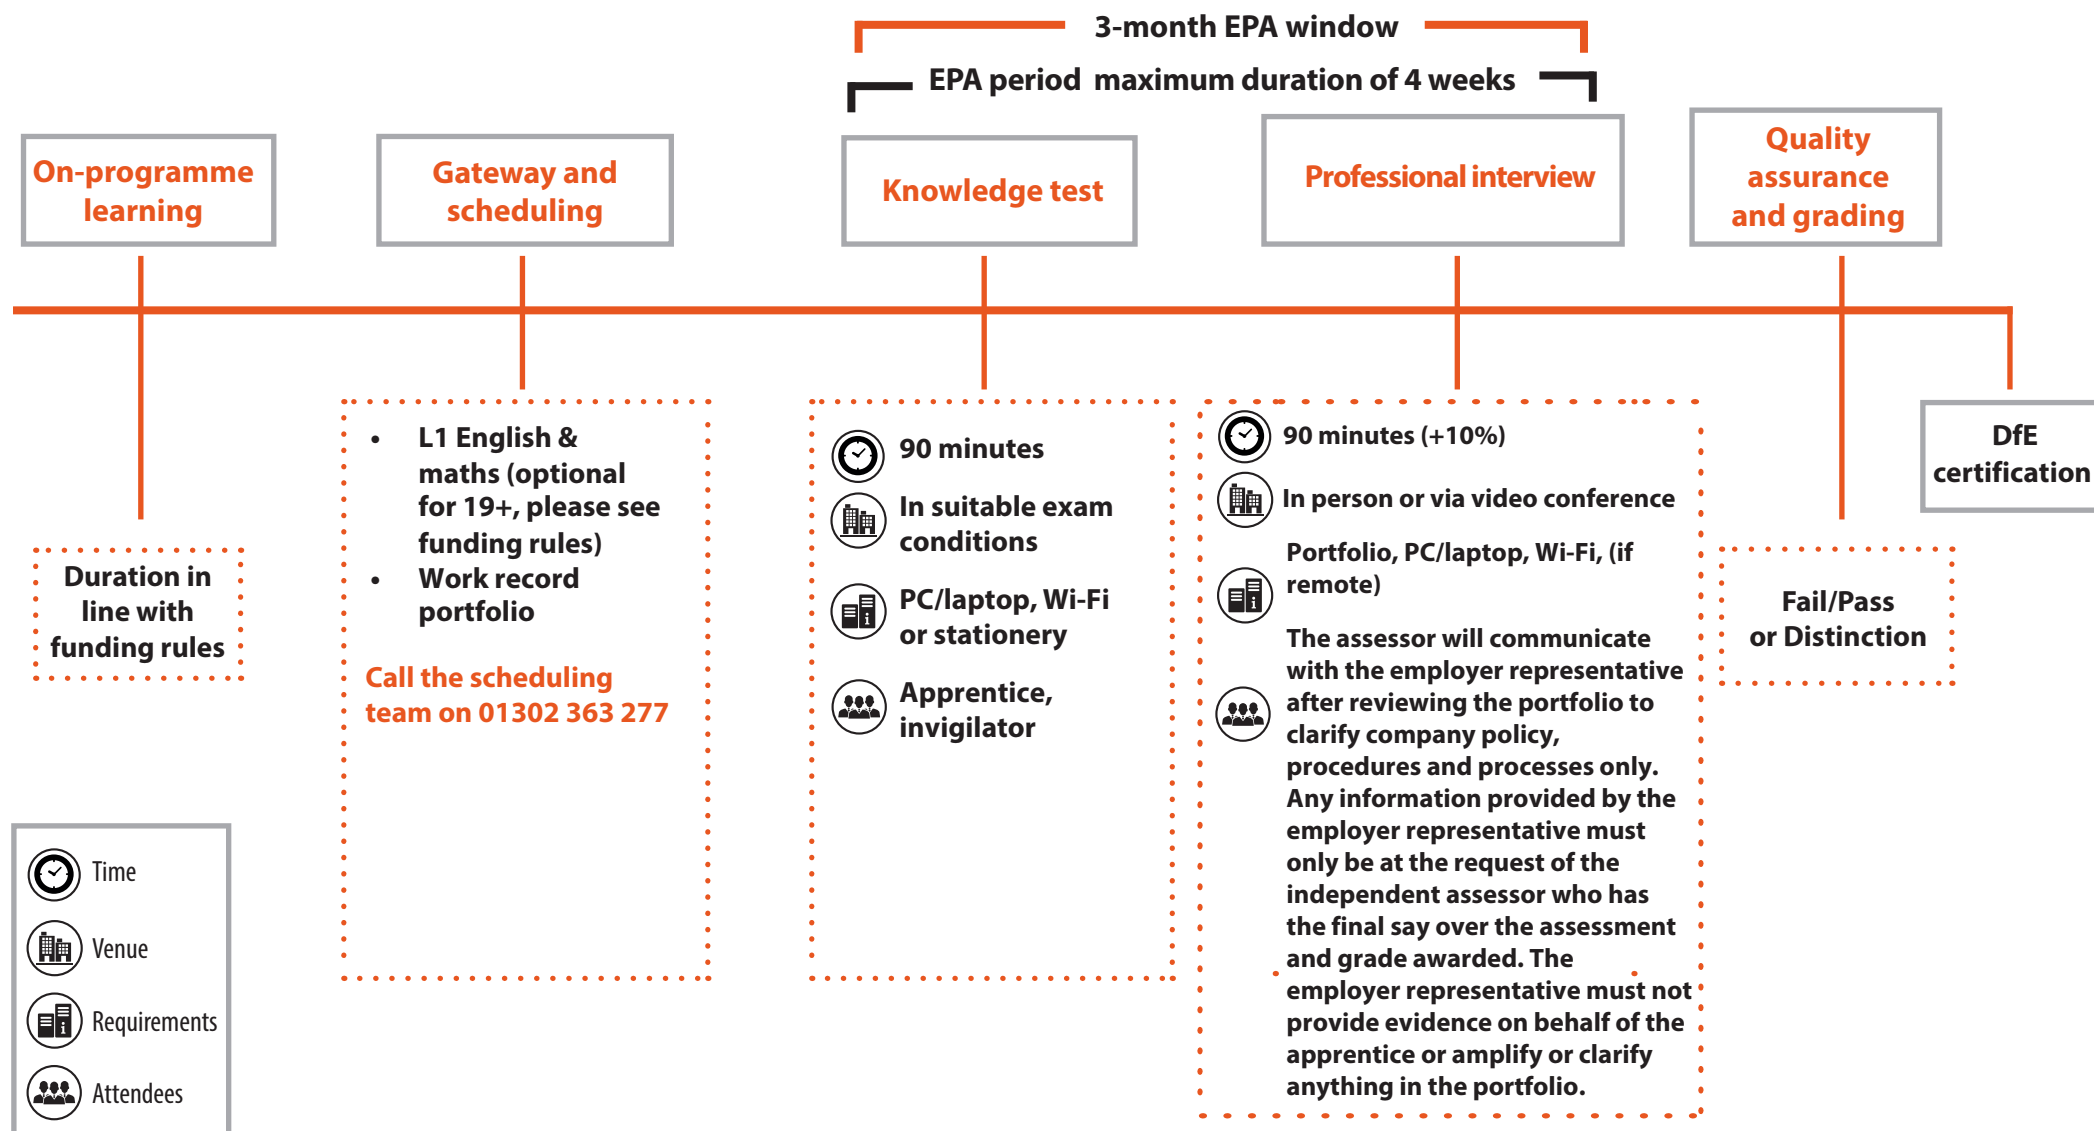 3-month EPA window
EPA period  maximum duration of 4 weeks
On-programme
learning
Gateway and
scheduling
Knowledge test
Professional interview
Quality
assurance
and grading
Duration in
line with
funding rules
• L1 English &
maths (optional
for 19+, please see
funding rules)
• Work record
portfolio
Call the scheduling
team on 01302 363 277
90 minutes
In suitable exam
conditions
PC/laptop, Wi-Fi
or stationery
Apprentice,
invigilator
90 minutes (+10%)
In person or via video conference
Portfolio, PC/laptop, Wi-Fi, (if
remote)
The assessor will communicate
with the employer representative
after reviewing the portfolio to
clarify company policy,
procedures and processes only.
Any information provided by the
employer representative must
only be at the request of the
independent assessor who has
the final say over the assessment
and grade awarded. The
employer representative must not
provide evidence on behalf of the
apprentice or amplify or clarify
anything in the portfolio.
Fail/Pass
or Distinction
DfE
certification
Time
Venue
Requirements
Attendees